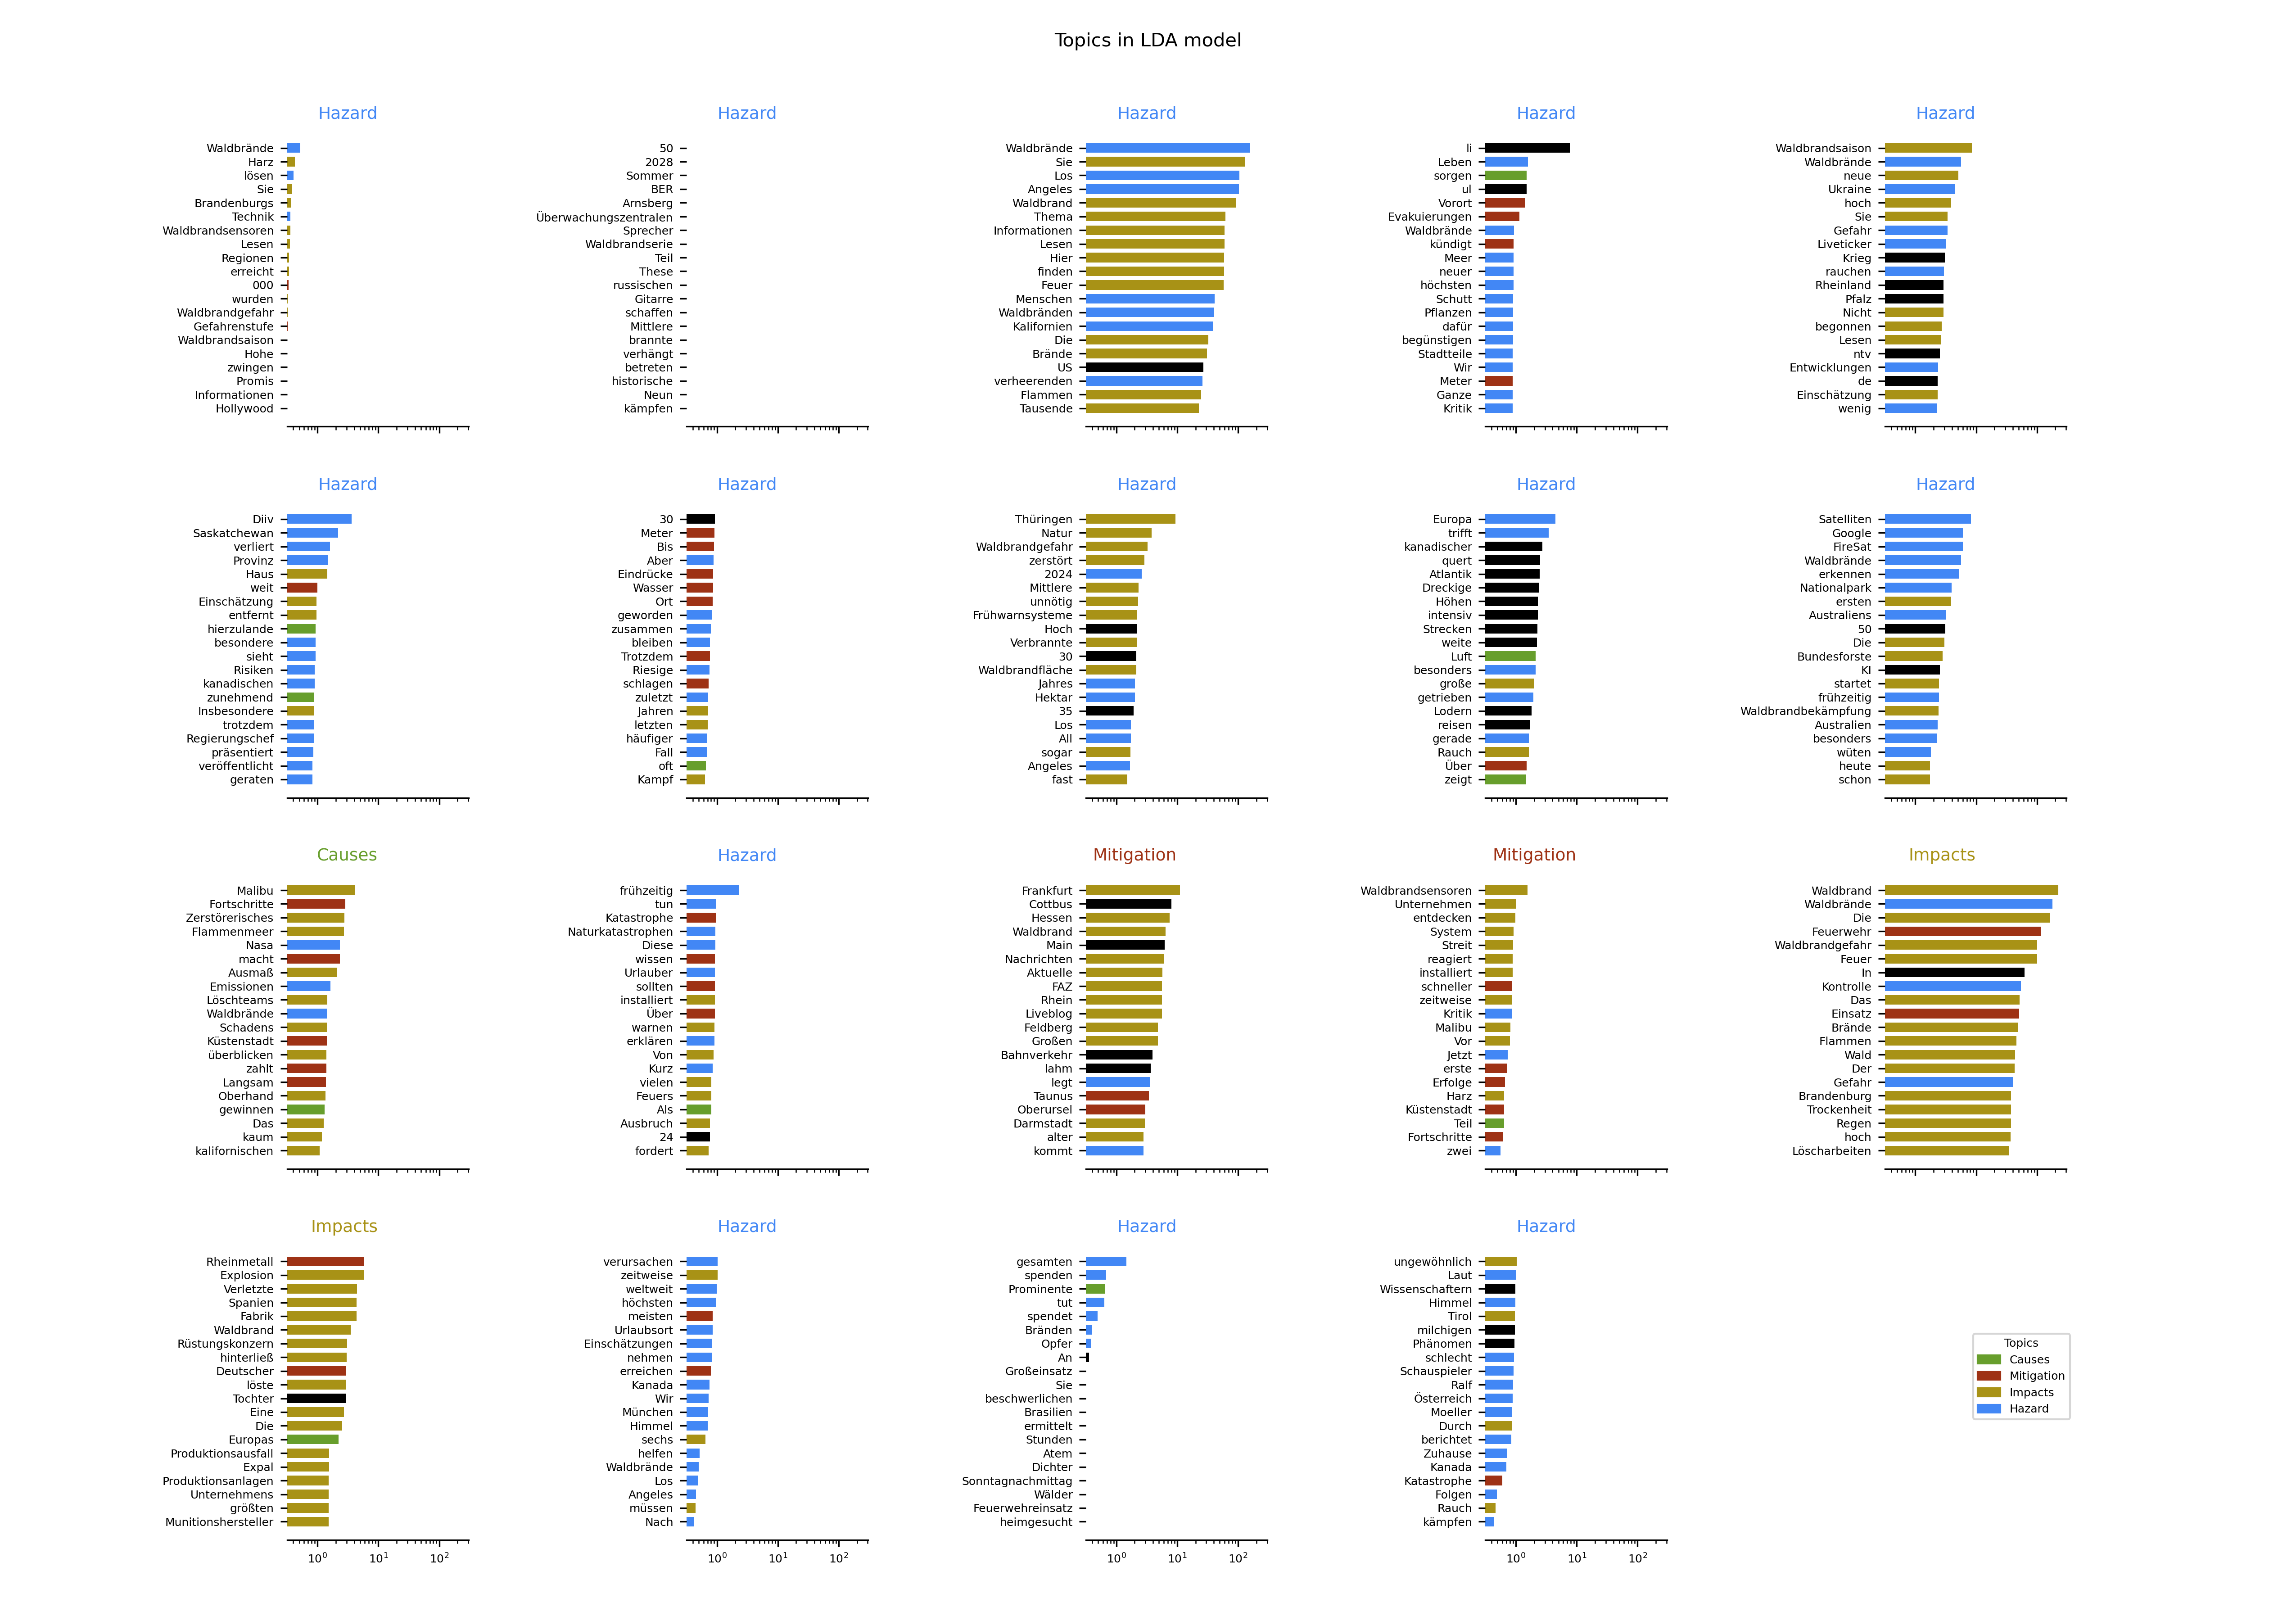 Topics in LDA model
Hazard
Waldbrände
Harz
lösen
Sie
Brandenburgs
Technik
Waldbrandsensoren
Lesen
Regionen
erreicht
000
wurden
Waldbrandgefahr
Gefahrenstufe
Waldbrandsaison
Hohe
zwingen
Promis
Informationen
Hollywood
Hazard
50
2028
Sommer
BER
Arnsberg
Überwachungszentralen
Sprecher
Waldbrandserie
Teil
These
russischen
Gitarre
schaffen
Mittlere
brannte
verhängt
betreten
historische
Neun
kämpfen
Hazard
Waldbrände
Sie
Los
Angeles
Waldbrand
Thema
Informationen
Lesen
Hier
finden
Feuer
Menschen
Waldbränden
Kalifornien
Die
Brände
US
verheerenden
Flammen
Tausende
Hazard
li
Leben
sorgen
ul
Vorort
Evakuierungen
Waldbrände
kündigt
Meer
neuer
höchsten
Schutt
Pflanzen
dafür
begünstigen
Stadtteile
Wir
Meter
Ganze
Kritik
Hazard
Waldbrandsaison
Waldbrände
neue
Ukraine
hoch
Sie
Gefahr
Liveticker
Krieg
rauchen
Rheinland
Pfalz
Nicht
begonnen
Lesen
ntv
Entwicklungen
de
Einschätzung
wenig
Hazard
Diiv
Saskatchewan
verliert
Provinz
Haus
weit
Einschätzung
entfernt
hierzulande
besondere
sieht
Risiken
kanadischen
zunehmend
Insbesondere
trotzdem
Regierungschef
präsentiert
veröffentlicht
geraten
Hazard
30
Meter
Bis
Aber
Eindrücke
Wasser
Ort
geworden
zusammen
bleiben
Trotzdem
Riesige
schlagen
zuletzt
Jahren
letzten
häufiger
Fall
oft
Kampf
Hazard
Thüringen
Natur
Waldbrandgefahr
zerstört
2024
Mittlere
unnötig
Frühwarnsysteme
Hoch
Verbrannte
30
Waldbrandfläche
Jahres
Hektar
35
Los
All
sogar
Angeles
fast
Hazard
Europa
trifft
kanadischer
quert
Atlantik
Dreckige
Höhen
intensiv
Strecken
weite
Luft
besonders
große
getrieben
Lodern
reisen
gerade
Rauch
Über
zeigt
Hazard
Satelliten
Google
FireSat
Waldbrände
erkennen
Nationalpark
ersten
Australiens
50
Die
Bundesforste
KI
startet
frühzeitig
Waldbrandbekämpfung
Australien
besonders
wüten
heute
schon
Causes
Malibu
Fortschritte
Zerstörerisches
Flammenmeer
Nasa
macht
Ausmaß
Emissionen
Löschteams
Waldbrände
Schadens
Küstenstadt
überblicken
zahlt
Langsam
Oberhand
gewinnen
Das
kaum
kalifornischen
Hazard
frühzeitig
tun
Katastrophe
Naturkatastrophen
Diese
wissen
Urlauber
sollten
installiert
Über
warnen
erklären
Von
Kurz
vielen
Feuers
Als
Ausbruch
24
fordert
Mitigation
Frankfurt
Cottbus
Hessen
Waldbrand
Main
Nachrichten
Aktuelle
FAZ
Rhein
Liveblog
Feldberg
Großen
Bahnverkehr
lahm
legt
Taunus
Oberursel
Darmstadt
alter
kommt
Mitigation
Waldbrandsensoren
Unternehmen
entdecken
System
Streit
reagiert
installiert
schneller
zeitweise
Kritik
Malibu
Vor
Jetzt
erste
Erfolge
Harz
Küstenstadt
Teil
Fortschritte
zwei
Impacts
Waldbrand
Waldbrände
Die
Feuerwehr
Waldbrandgefahr
Feuer
In
Kontrolle
Das
Einsatz
Brände
Flammen
Wald
Der
Gefahr
Brandenburg
Trockenheit
Regen
hoch
Löscharbeiten
Impacts
Rheinmetall
Explosion
Verletzte
Spanien
Fabrik
Waldbrand
Rüstungskonzern
hinterließ
Deutscher
löste
Tochter
Eine
Die
Europas
Produktionsausfall
Expal
Produktionsanlagen
Unternehmens
größten
Munitionshersteller
10⁰ 10¹ 10²
Hazard
verursachen
zeitweise
weltweit
höchsten
meisten
Urlaubsort
Einschätzungen
nehmen
erreichen
Kanada
Wir
München
Himmel
sechs
helfen
Waldbrände
Los
Angeles
müssen
Nach
10⁰ 10¹ 10²
Hazard
gesamten
spenden
Prominente
tut
spendet
Bränden
Opfer
An
Großeinsatz
Sie
beschwerlichen
Brasilien
ermittelt
Stunden
Atem
Dichter
Sonntagnachmittag
Wälder
Feuerwehreinsatz
heimgesucht
10⁰ 10¹ 10²
Hazard
ungewöhnlich
Laut
Wissenschaftern
Himmel
Tirol
milchigen
Phänomen
schlecht
Schauspieler
Ralf
Österreich
Moeller
Durch
berichtet
Zuhause
Kanada
Katastrophe
Folgen
Rauch
kämpfen
10⁰ 10¹ 10²
Topics
Causes
Mitigation
Impacts
Hazard